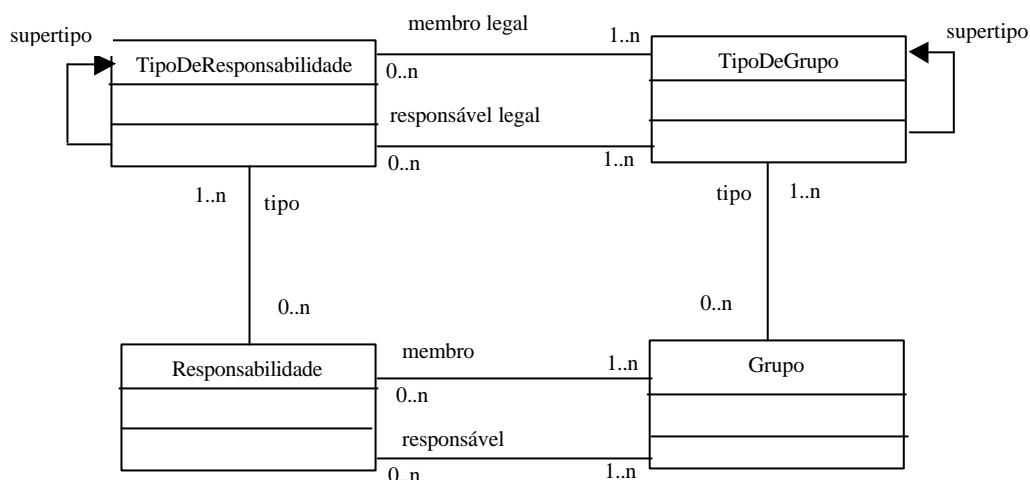 membro legal
supertipo
1..n
supertipo
TipoDeResponsabilidade
TipoDeGrupo
0..n
responsável legal
0..n
1..n
1..n
tipo
tipo
1..n
0..n
0..n
membro
1..n
Responsabilidade
Grupo
0..n
responsável
0..n
1..n